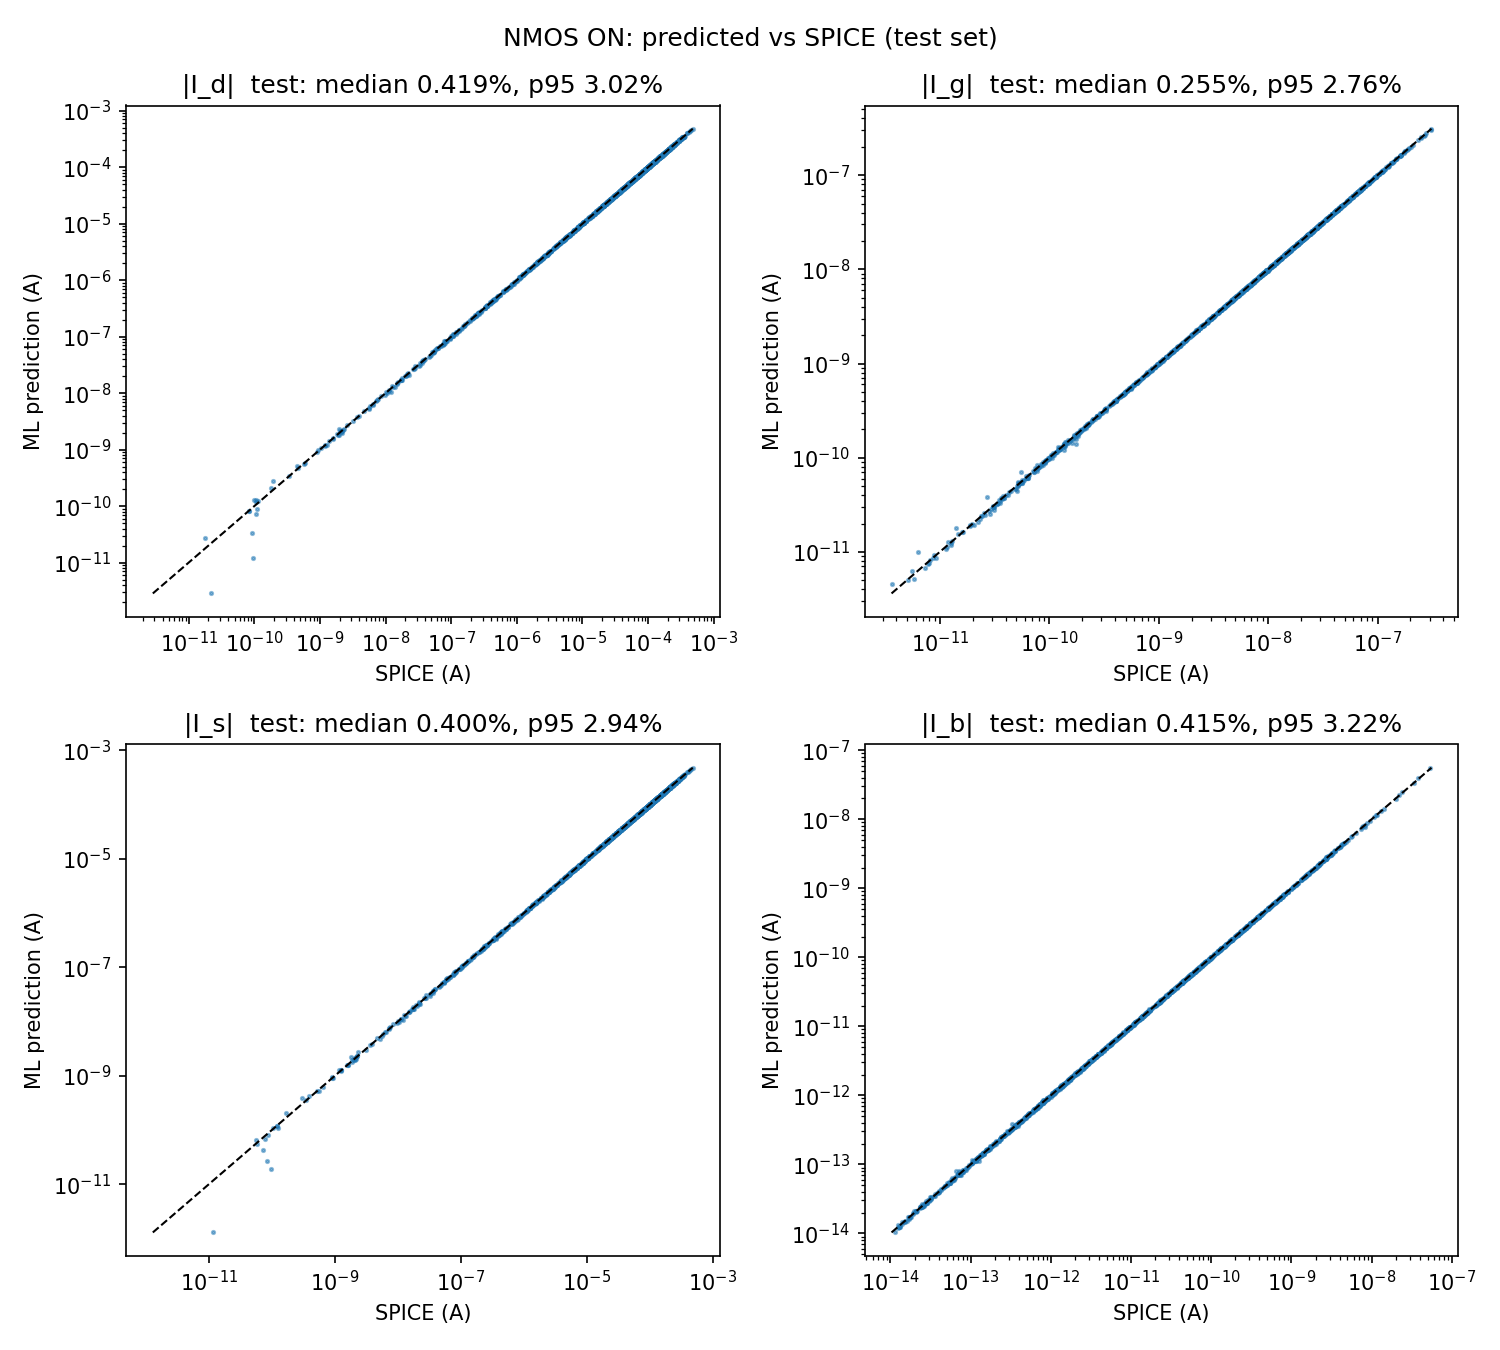 NMOS ON: predicted vs SPICE (test set)
|I_d|  test: median 0.419%, p95 3.02%
10⁻³
10⁻⁴
10⁻⁵
10⁻⁶
10⁻⁷
10⁻⁸
10⁻⁹
10⁻¹⁰
10⁻¹¹
ML prediction (A)
10⁻¹¹ 10⁻¹⁰ 10⁻⁹ 10⁻⁸ 10⁻⁷ 10⁻⁶ 10⁻⁵ 10⁻⁴ 10⁻³
SPICE (A)
|I_g|  test: median 0.255%, p95 2.76%
10⁻⁷
10⁻⁸
10⁻⁹
10⁻¹⁰
10⁻¹¹
ML prediction (A)
10⁻¹¹ 10⁻¹⁰ 10⁻⁹ 10⁻⁸ 10⁻⁷
SPICE (A)
|I_s|  test: median 0.400%, p95 2.94%
10⁻³
10⁻⁵
10⁻⁷
10⁻⁹
10⁻¹¹
ML prediction (A)
10⁻¹¹ 10⁻⁹ 10⁻⁷ 10⁻⁵ 10⁻³
SPICE (A)
|I_b|  test: median 0.415%, p95 3.22%
10⁻⁷
10⁻⁸
10⁻⁹
10⁻¹⁰
10⁻¹¹
10⁻¹²
10⁻¹³
10⁻¹⁴
ML prediction (A)
10⁻¹⁴ 10⁻¹³ 10⁻¹² 10⁻¹¹ 10⁻¹⁰ 10⁻⁹ 10⁻⁸ 10⁻⁷
SPICE (A)